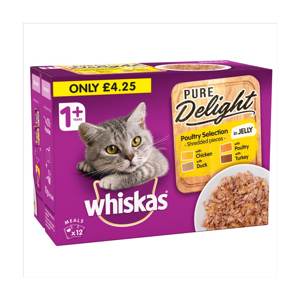 ONLY £4.25
1+
YEARS
PURE
Delight
Poultry Selection
- Shredded pieces -
in JELLY
with Chicken
with Poultry
with Duck
with Turkey
whiskas
MEALS
x12